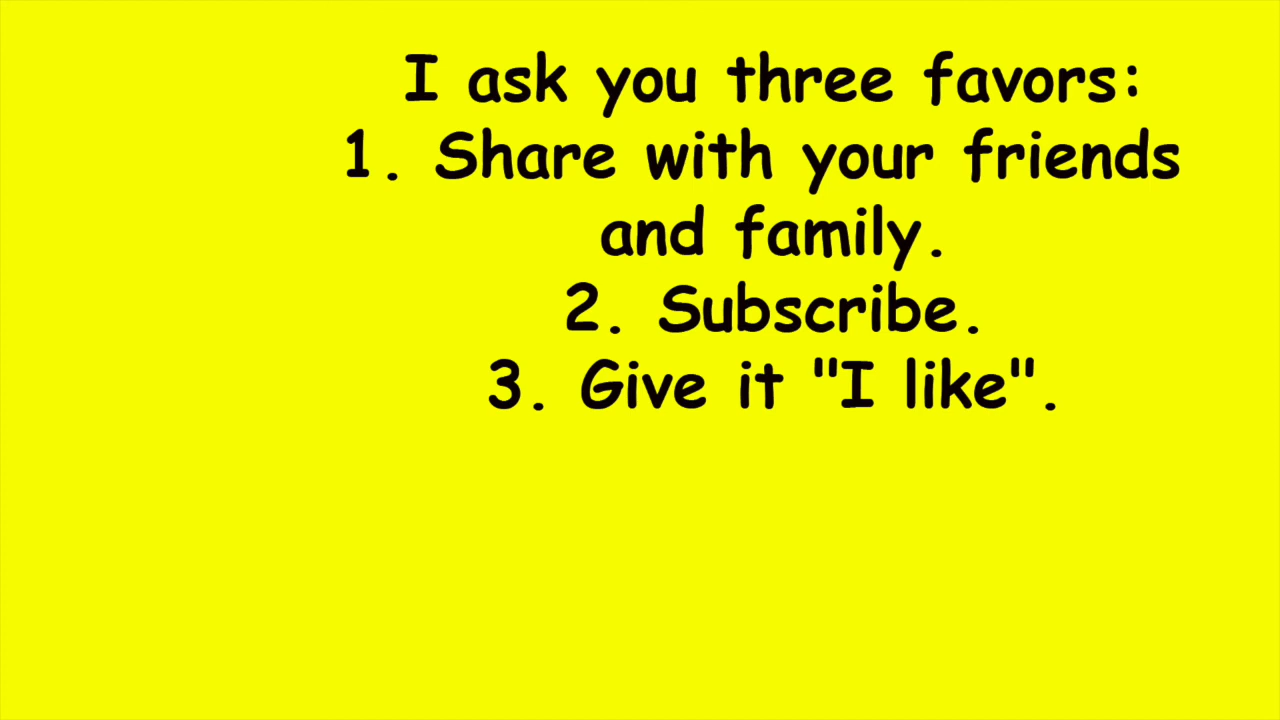 I ask you three favors:
1. Share with your friends
and family.
2. Subscribe.
3. Give it "I like".